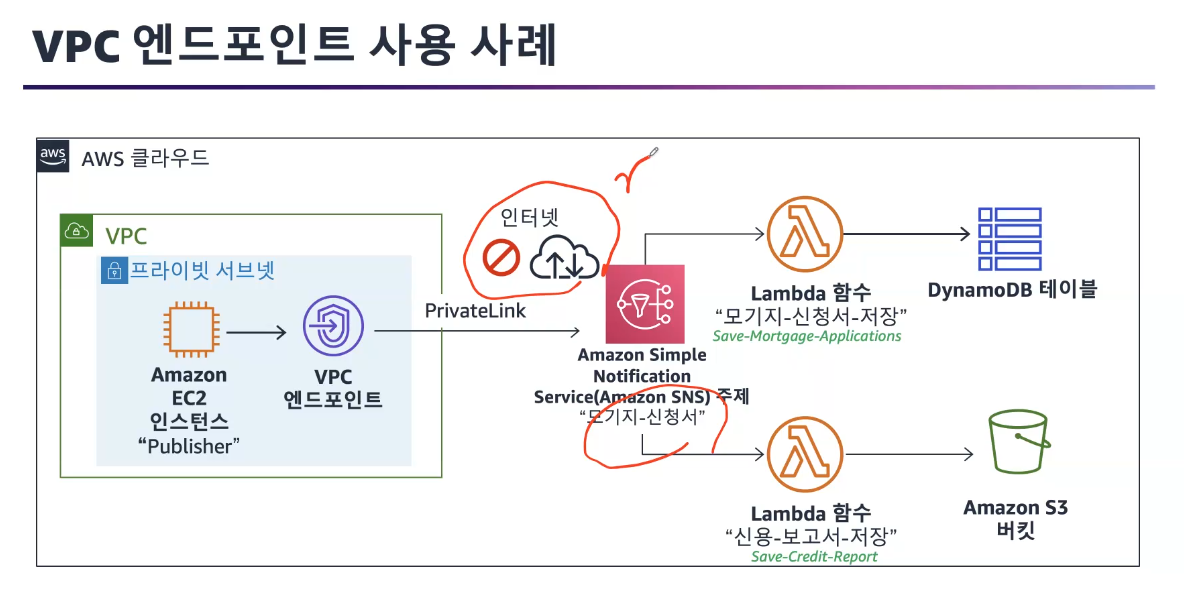 VPC 엔드포인트 사용 사례
aws
AWS 클라우드
VPC
프라이빗 서브넷
Amazon
EC2
인스턴스
“Publisher”
VPC
엔드포인트
PrivateLink
인터넷
Amazon Simple
Notification
Service(Amazon SNS) 주제
“모기지-신청서”
Lambda 함수
“모기지-신청서-저장”
Save-Mortgage-Applications
DynamoDB 테이블
Lambda 함수
“신용-보고서-저장”
Save-Credit-Report
Amazon S3
버킷